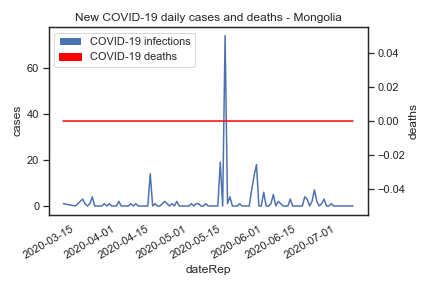 New COVID-19 daily cases and deaths - Mongolia
COVID-19 infections
COVID-19 deaths
cases
60
40
20
0
0.04
0.02
0.00
−0.02
−0.04
deaths
2020-03-15
2020-04-01
2020-04-15
2020-05-01
2020-05-15
2020-06-01
2020-06-15
2020-07-01
dateRep